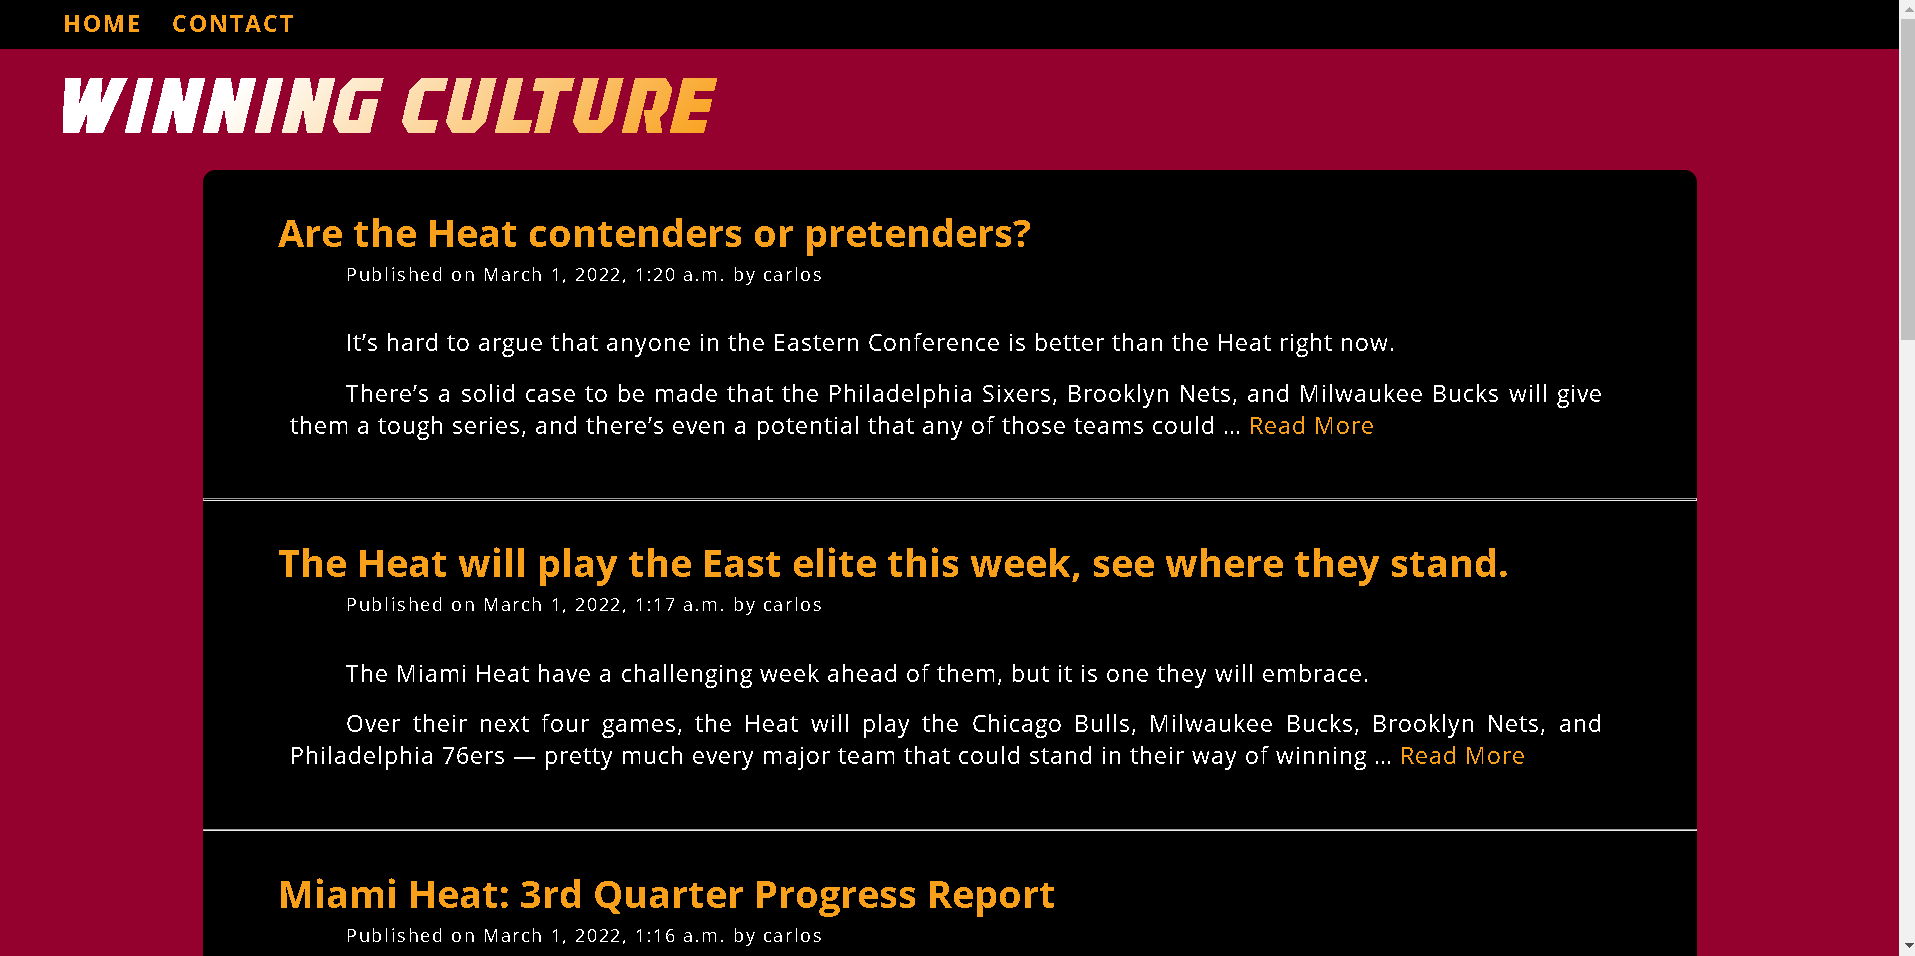 HOME CONTACT
WINNING CULTURE
Are the Heat contenders or pretenders?
Published on March 1, 2022, 1:20 a.m. by carlos
It’s hard to argue that anyone in the Eastern Conference is better than the Heat right now.
There’s a solid case to be made that the Philadelphia Sixers, Brooklyn Nets, and Milwaukee Bucks will give
them a tough series, and there’s even a potential that any of those teams could ... Read More
The Heat will play the East elite this week, see where they stand.
Published on March 1, 2022, 1:17 a.m. by carlos
The Miami Heat have a challenging week ahead of them, but it is one they will embrace.
Over their next four games, the Heat will play the Chicago Bulls, Milwaukee Bucks, Brooklyn Nets, and
Philadelphia 76ers — pretty much every major team that could stand in their way of winning ... Read More
Miami Heat: 3rd Quarter Progress Report
Published on March 1, 2022, 1:16 a.m. by carlos